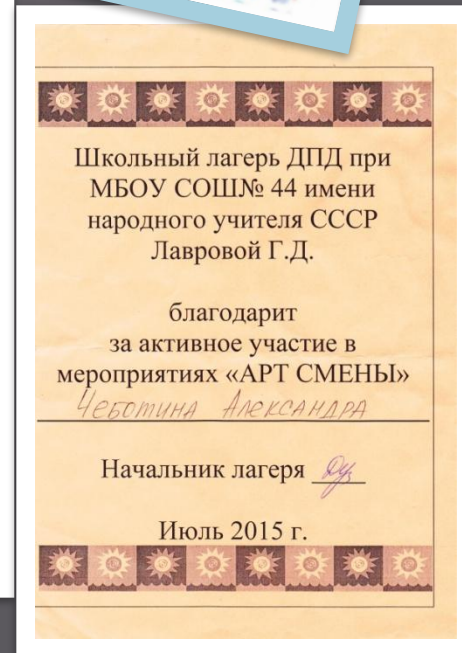 Школьный лагерь ДПД при
МБОУ СОШ№ 44 имени
народного учителя СССР
Лавровой Г.Д.
благодарит
за активное участие в
мероприятиях «АРТ СМЕНЫ»
Чеботина Александра
Начальник лагеря
Июль 2015 г.